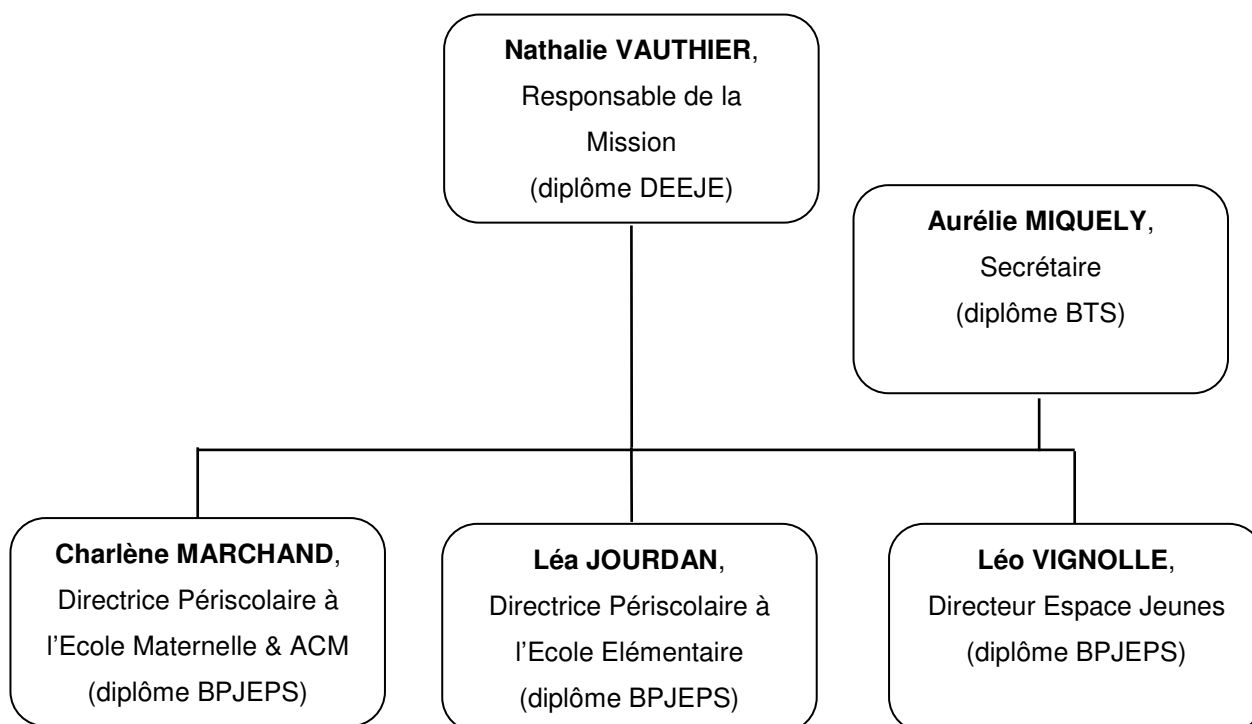 Nathalie VAUTHIER,
Responsable de la
Mission
(diplôme DEEJE)
Aurélie MIQUELY,
Secrétaire
(diplôme BTS)
Charlène MARCHAND,
Directrice Périscolaire à
l'Ecole Maternelle & ACM
(diplôme BPJEPS)
Léa JOURDAN,
Directrice Périscolaire à
l'Ecole Elémentaire
(diplôme BPJEPS)
Léo VIGNOLLE,
Directeur Espace Jeunes
(diplôme BPJEPS)